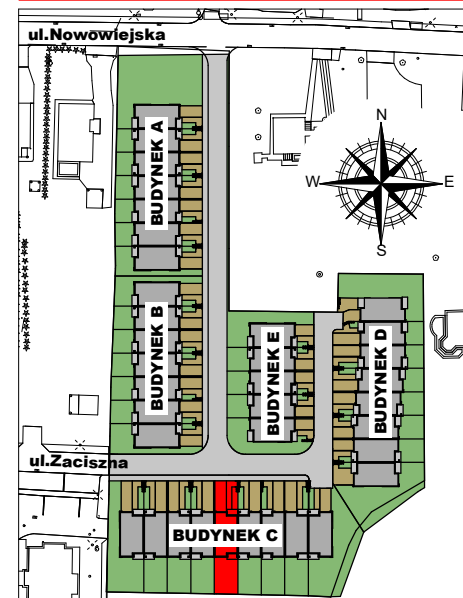 ul.Nowowiejska
BUDYNEK A
N
W
E
S
BUDYNEK B
BUDYNEK E
BUDYNEK D
ul.Zaciszna
BUDYNEK C